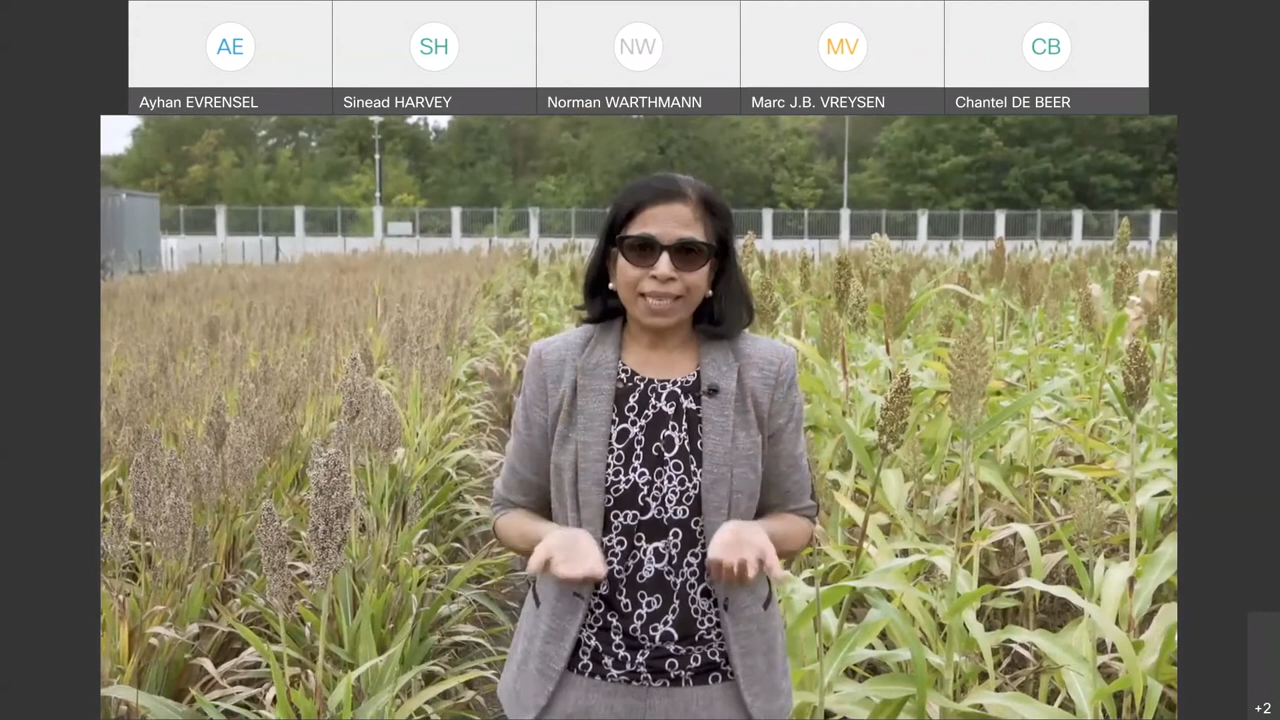 AE
SH
NW
MV
CB
Ayhan EVRENSEL
Sinead HARVEY
Norman WARTHMANN
Marc J.B. VREYSEN
Chantel DE BEER
+2